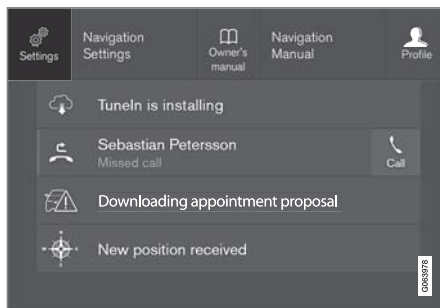 Settings
Navigation
Settings
Owner's
manual
Navigation
Manual
Profile
TuneIn is installing
Sebastian Petersson
Missed call
Call
Downloading appointment proposal
New position received
G063978